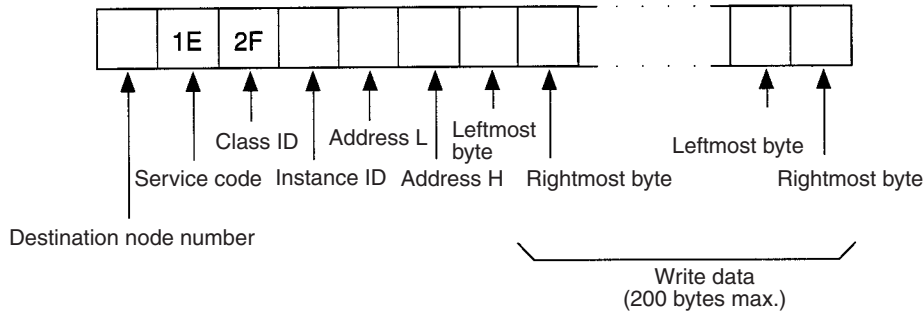 1E 2F
Class ID
Address L
Leftmost
byte
Leftmost byte
Service code
Instance ID
Address H
Rightmost byte
Rightmost byte
Destination node number
Write data
(200 bytes max.)